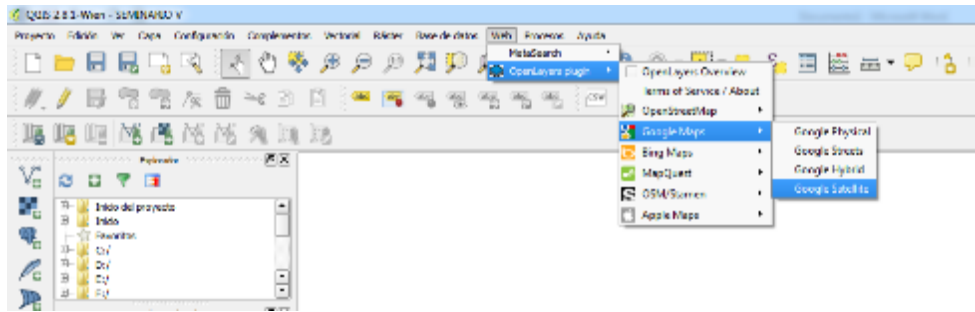 QGIS 2.8.1-Wien - SEMINARIO V
Proyecto Edición Ver Capa Configuración Complementos Vectorial Ráster Base de datos Web Procesos Ayuda
MetaSearch
OpenLayers plugin
OpenLayers Overview
Terms of Service / About
OpenStreetMap
Google Maps
Bing Maps
MapQuest
OSM/Stamen
Apple Maps
Google Physical
Google Streets
Google Hybrid
Google Satellite
CSW
Inicio del proyecto
Inicio
Favoritos
C:/
D:/
E:/
F:/